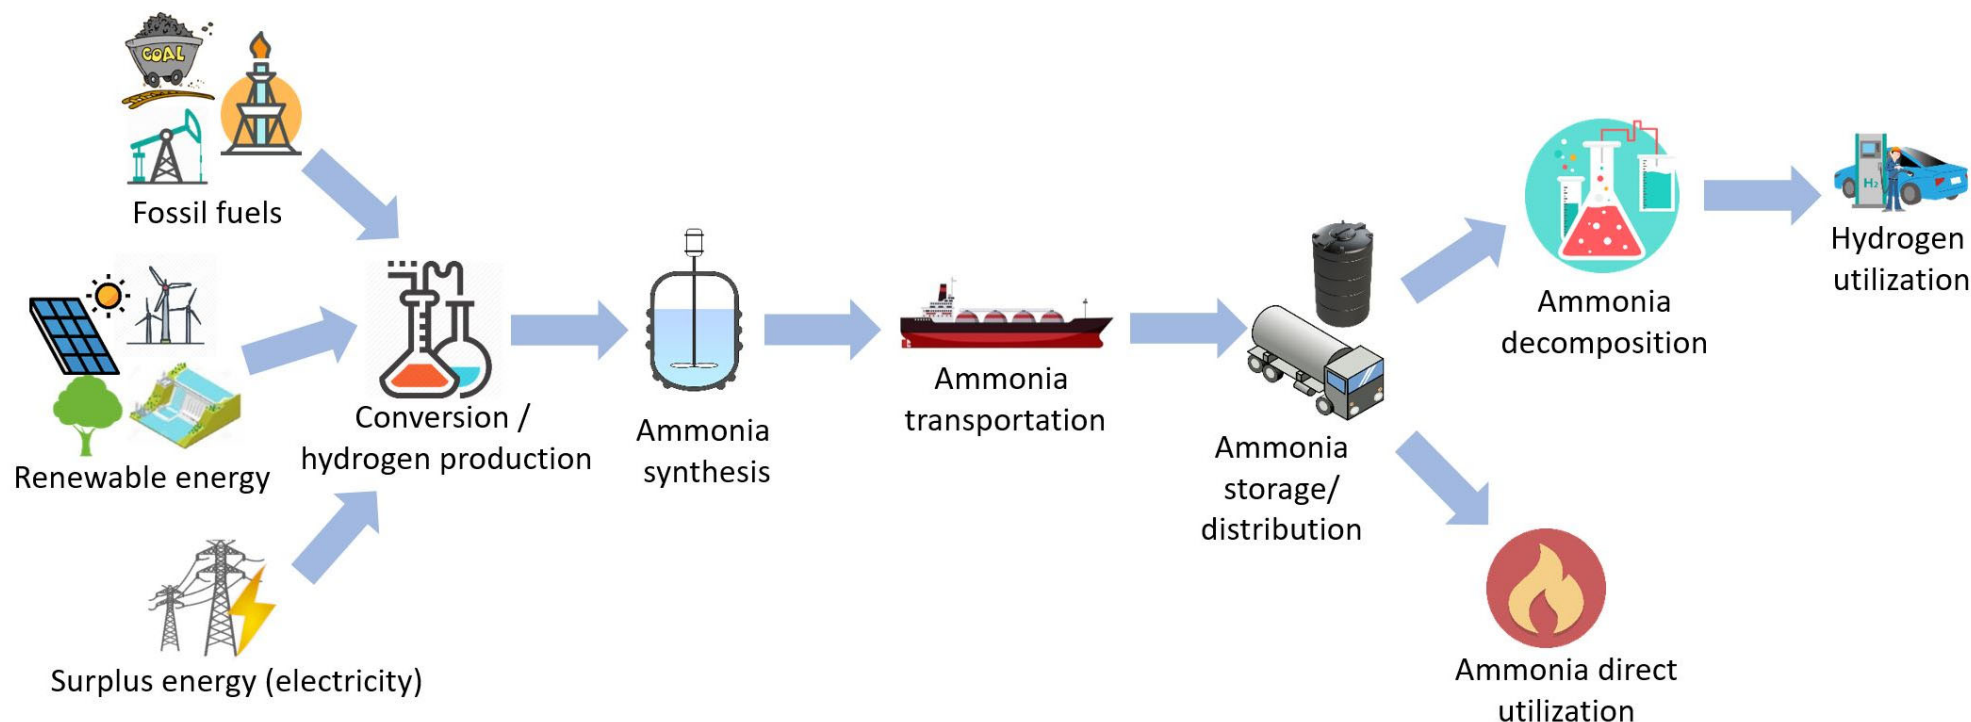 COAL
Fossil fuels
Renewable energy
Surplus energy (electricity)
Conversion /
hydrogen production
Ammonia
synthesis
Ammonia
transportation
Ammonia
storage/
distribution
Ammonia
decomposition
H₂
Hydrogen
utilization
Ammonia direct
utilization